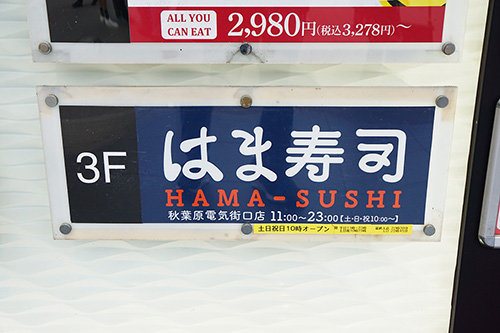 ALL YOU
CAN EAT
2,980円(税込3,278円)〜
3F
はま寿司
HAMA-SUSHI
秋葉原電気街口店 11:00〜23:00【土・日・祝10:00〜】
土日祝日10時オープン